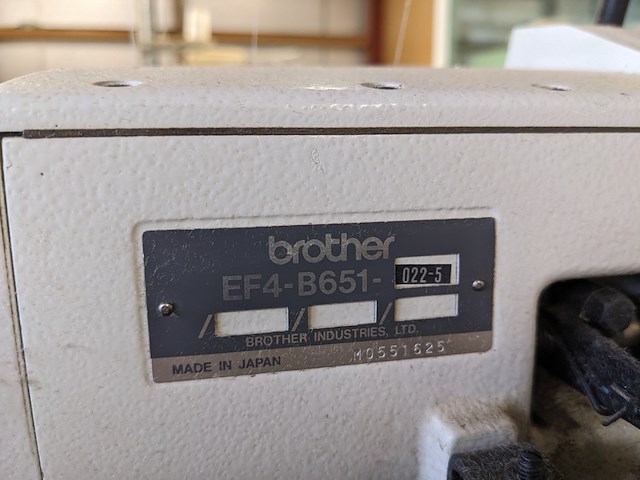 brother
EF4-B651- 022-5
/ / /
BROTHER INDUSTRIES, LTD.
MADE IN JAPAN M0551625